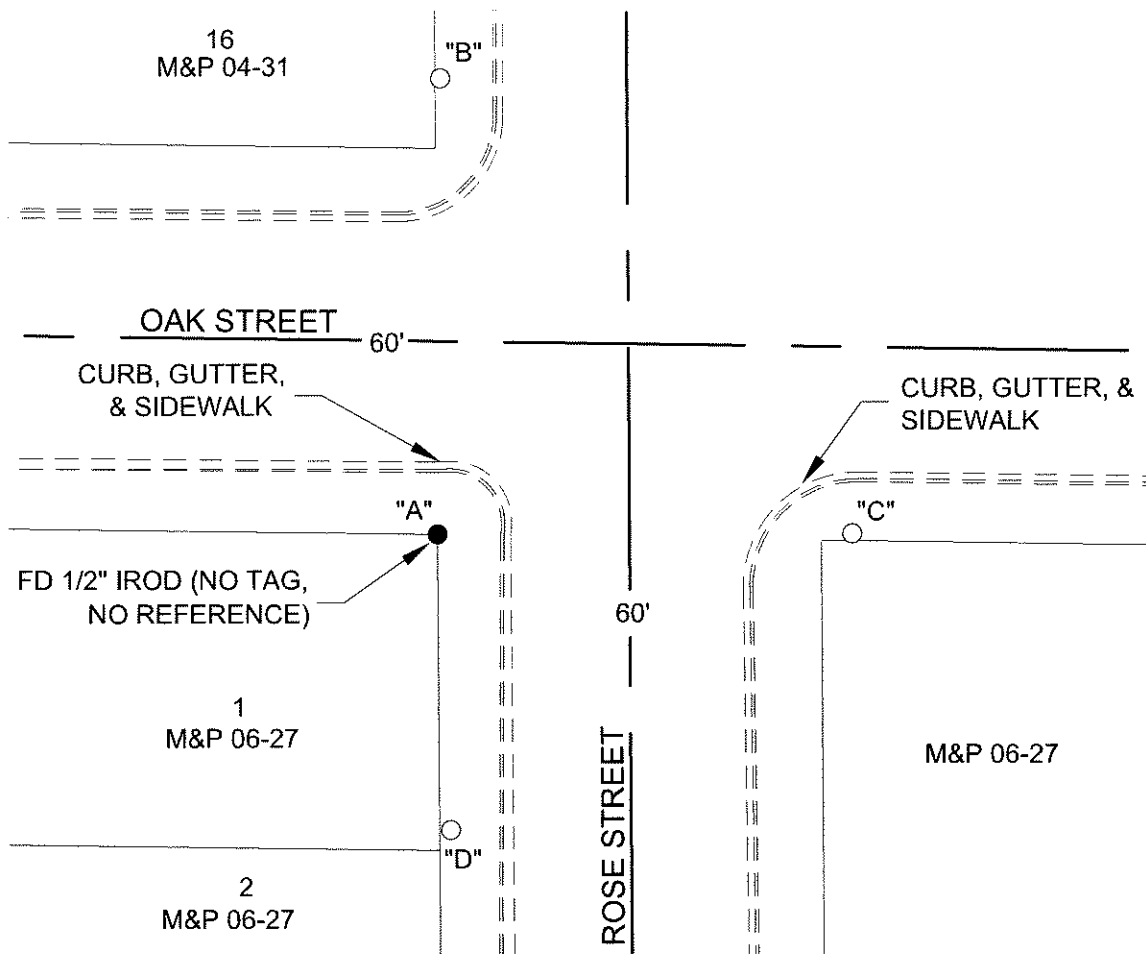 16
M&P 04-31
"B"
OAK STREET
60'
CURB, GUTTER,
& SIDEWALK
CURB, GUTTER, &
SIDEWALK
"A"
"C"
FD 1/2" IROD (NO TAG,
NO REFERENCE)
60'
1
M&P 06-27
ROSE STREET
M&P 06-27
"D"
2
M&P 06-27